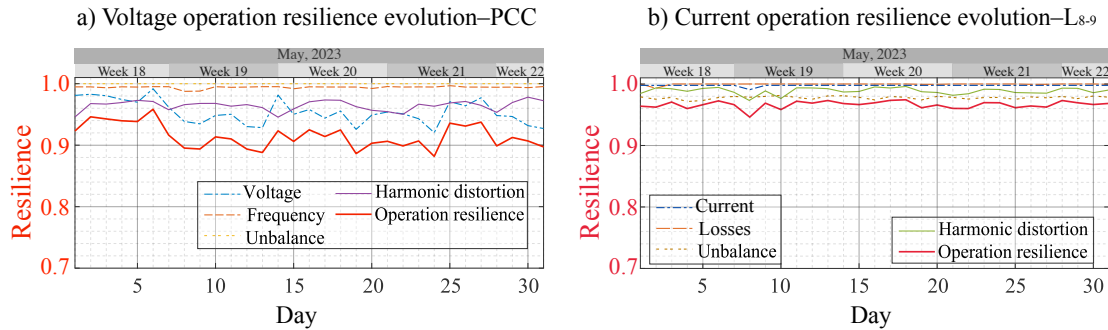 a) Voltage operation resilience evolution–PCC
May, 2023
Week 18 Week 19 Week 20 Week 21 Week 22
1.0
0.9
0.8
0.7
Resilience
Voltage
Frequency
Unbalance
Harmonic distortion
Operation resilience
5 10 15 20 25 30
Day
b) Current operation resilience evolution–L8-9
May, 2023
Week 18 Week 19 Week 20 Week 21 Week 22
1.0
0.9
0.8
0.7
Resilience
Current
Losses
Unbalance
Harmonic distortion
Operation resilience
5 10 15 20 25 30
Day